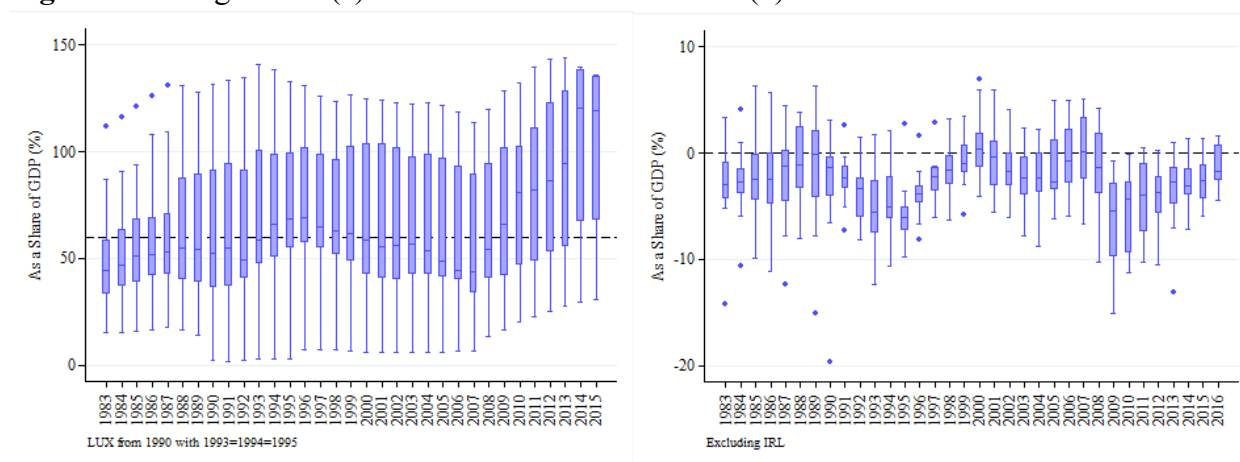 As a Share of GDP (%)
150
100
50
0
1983 1984 1985 1986 1987 1988 1989 1990 1991 1992 1993 1994 1995 1996 1997 1998 1999 2000 2001 2002 2003 2004 2005 2006 2007 2008 2009 2010 2011 2012 2013 2014 2015
LUX from 1990 with 1993=1994=1995
As a Share of GDP (%)
10
0
-10
-20
1983 1984 1985 1986 1987 1988 1989 1990 1991 1992 1993 1994 1995 1996 1997 1998 1999 2000 2001 2002 2003 2004 2005 2006 2007 2008 2009 2010 2011 2012 2013 2014 2015 2016
Excluding IRL